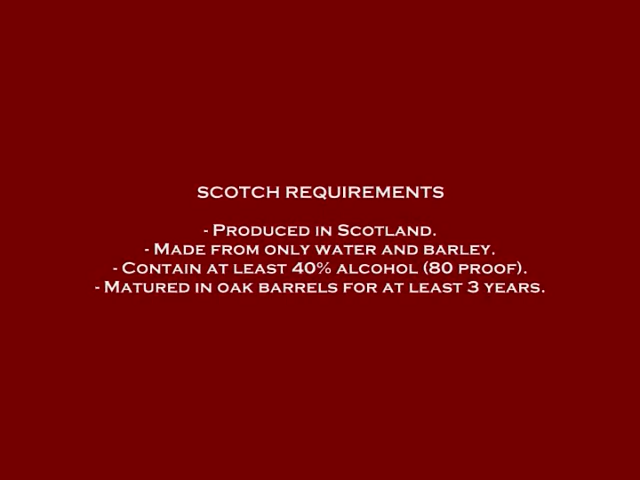 SCOTCH REQUIREMENTS
- PRODUCED IN SCOTLAND.
- MADE FROM ONLY WATER AND BARLEY.
- CONTAIN AT LEAST 40% ALCOHOL (80 PROOF).
- MATURED IN OAK BARRELS FOR AT LEAST 3 YEARS.